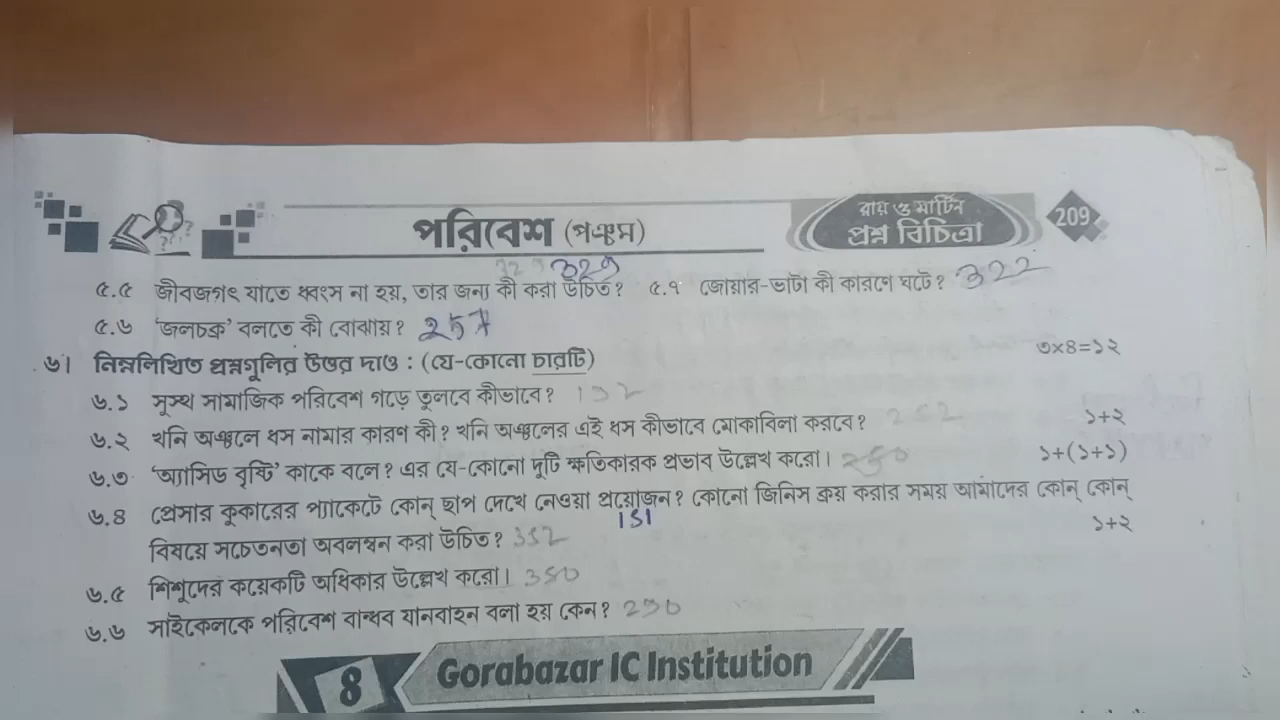 পরিবেশ (পঞ্চম)
রায় ও মার্টিন
প্রশ্ন বিচিত্রা
209
329
৫.৫ জীবজগৎ যাতে ধ্বংস না হয়, তার জন্য কী করা উচিত? ৫.৭ জোয়ার-ভাটা কী কারণে ঘটে? 322
৫.৬ 'জলচক্র' বলতে কী বোঝায়? 257
৬। নিম্নলিখিত প্রশ্নগুলির উত্তর দাও : (যে-কোনো চারটি) ৩×৪=১২
৬.১ সুস্থ সামাজিক পরিবেশ গড়ে তুলবে কীভাবে?
৬.২ খনি অঞ্চলে ধস নামার কারণ কী? খনি অঞ্চলের এই ধস কীভাবে মোকাবিলা করবে? ১+২
৬.৩ 'অ্যাসিড বৃষ্টি' কাকে বলে? এর যে-কোনো দুটি ক্ষতিকারক প্রভাব উল্লেখ করো। ১+(১+১)
৬.৪ প্রেসার কুকারের প্যাকেটে কোন্ ছাপ দেখে নেওয়া প্রয়োজন? কোনো জিনিস ক্রয় করার সময় আমাদের কোন্ কোন্
বিষয়ে সচেতনতা অবলম্বন করা উচিত? ১+২
ISI
৬.৫ শিশুদের কয়েকটি অধিকার উল্লেখ করো।
৬.৬ সাইকেলকে পরিবেশ বান্ধব যানবাহন বলা হয় কেন?
8 Gorabazar IC Institution